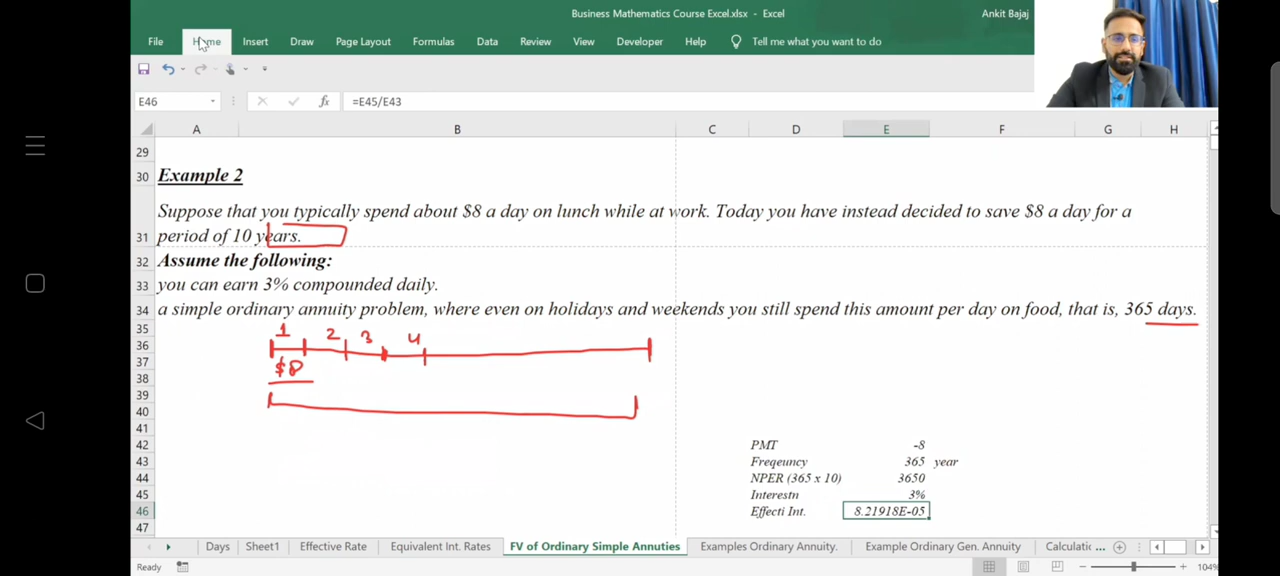 Business Mathematics Course Excel.xlsx - Excel
Ankit Bajaj
File Home Insert Draw Page Layout Formulas Data Review View Developer Help Tell me what you want to do
E46 fx =E45/E43
A B C D E F G H
29
30 Example 2
Suppose that you typically spend about $8 a day on lunch while at work. Today you have instead decided to save $8 a day for a
31 period of 10 years.
32 Assume the following:
33 you can earn 3% compounded daily.
34 a simple ordinary annuity problem, where even on holidays and weekends you still spend this amount per day on food, that is, 365 days.
35 1 2 3 4
36
37 $8
38
39
40
41
42 PMT -8
43 Freqeuncy 365 year
44 NPER (365 x 10) 3650
45 Interestn 3%
46 Effecti Int. 8.21918E-05
47
Days Sheet1 Effective Rate Equivalent Int. Rates FV of Ordinary Simple Annuties Examples Ordinary Annuity. Example Ordinary Gen. Annuity Calculatic ...
Ready 104%